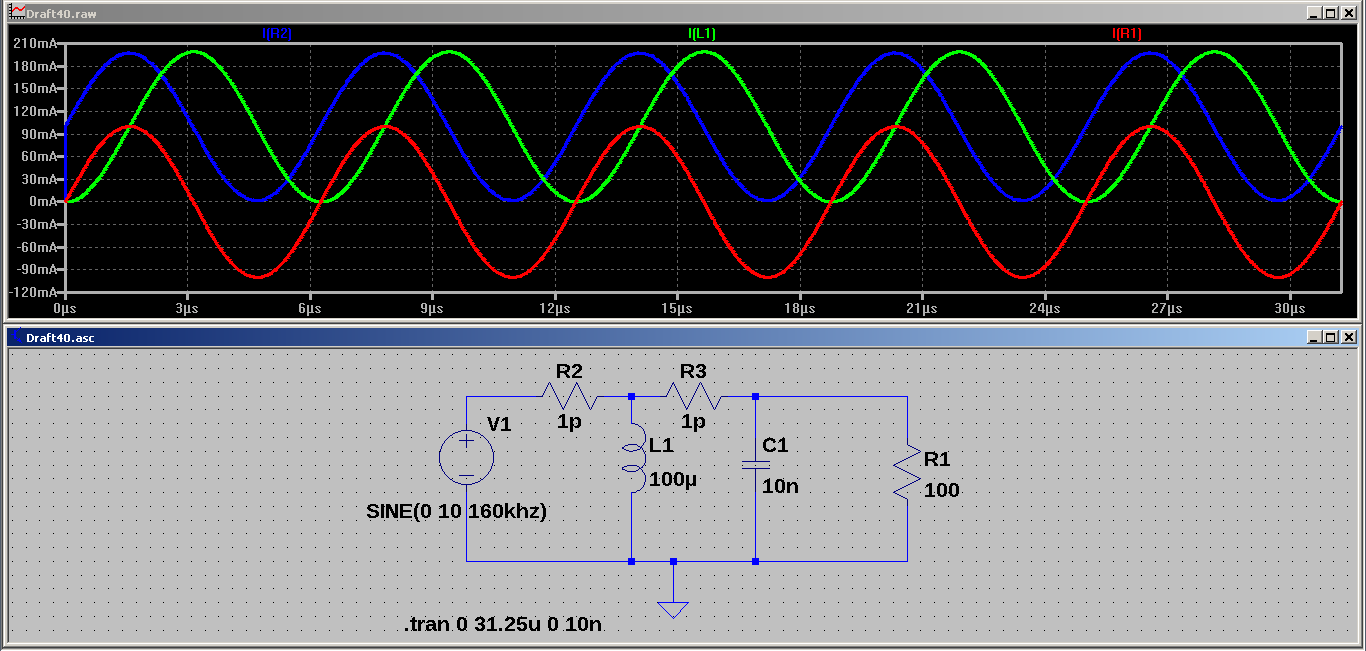 Draft40.raw
I(R2) I(L1) I(R1)
210mA
180mA
150mA
120mA
90mA
60mA
30mA
0mA
-30mA
-60mA
-90mA
-120mA
0µs 3µs 6µs 9µs 12µs 15µs 18µs 21µs 24µs 27µs 30µs
Draft40.asc
R2 R3
1p 1p
V1
L1 C1
100µ 10n
R1
100
SINE(0 10 160khz)
.tran 0 31.25u 0 10n